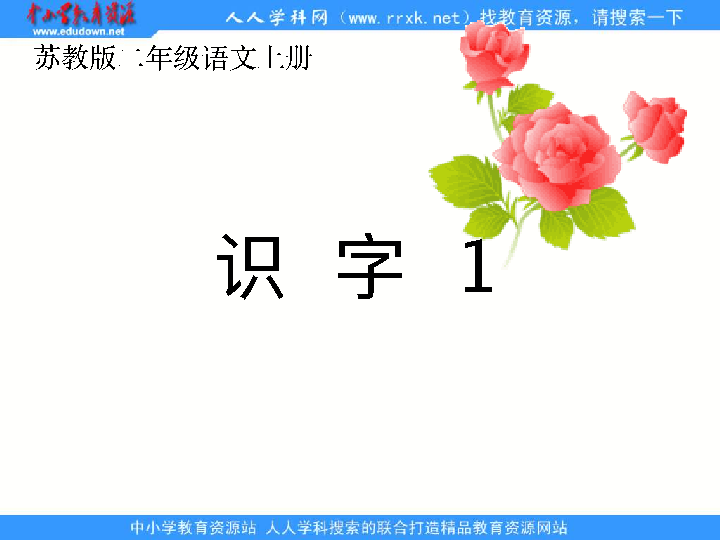 中小学教育资源
www.edudown.net
人人学科网（www.rrxk.net）找教育资源，请搜索一下
苏教版二年级语文上册
识 字 1
中小学教育资源站 人人学科搜索的联合打造精品教育资源网站